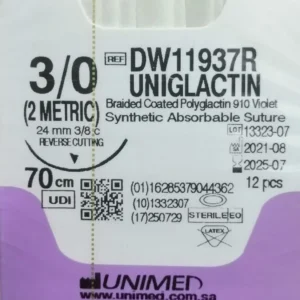 3/0
(2 METRIC)
24 mm 3/8 c
REVERSE CUTTING
70 cm
UDI
REF DW11937R
UNIGLACTIN
Braided Coated Polyglactin 910 Violet
Synthetic Absorbable Suture
LOT 13323-07
2021-08
2025-07
12 pcs
(01)16285379044362
(10)1332307
(17)250729
STERILE EO
LATEX
UNIMED
www.unimed.com.sa